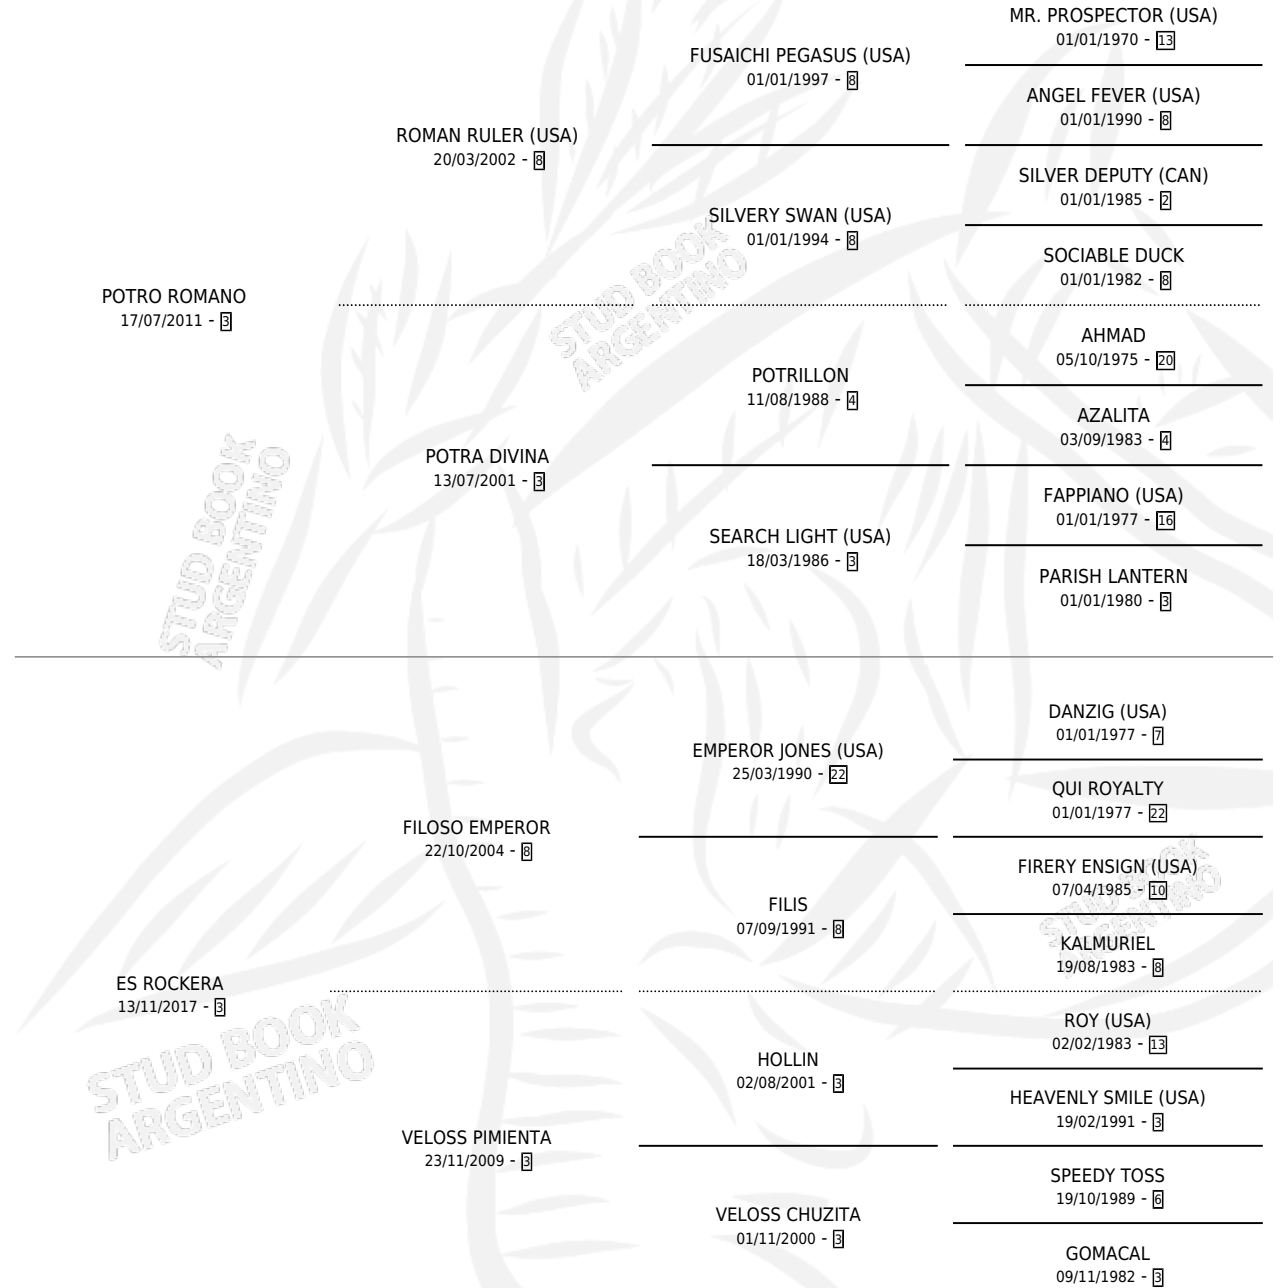 MR. PROSPECTOR (USA)
01/01/1970 - 13
FUSAICHI PEGASUS (USA)
01/01/1997 - 8
ANGEL FEVER (USA)
01/01/1990 - 8
ROMAN RULER (USA)
20/03/2002 - 8
SILVER DEPUTY (CAN)
01/01/1985 - 2
SILVERY SWAN (USA)
01/01/1994 - 8
SOCIABLE DUCK
01/01/1982 - 8
POTRO ROMANO
17/07/2011 - 3
AHMAD
05/10/1975 - 20
POTRILLON
11/08/1988 - 4
AZALITA
03/09/1983 - 4
POTRA DIVINA
13/07/2001 - 3
FAPPIANO (USA)
01/01/1977 - 16
SEARCH LIGHT (USA)
18/03/1986 - 3
PARISH LANTERN
01/01/1980 - 3
DANZIG (USA)
01/01/1977 - 7
EMPEROR JONES (USA)
25/03/1990 - 22
QUI ROYALTY
01/01/1977 - 22
FILOSO EMPEROR
22/10/2004 - 8
FIRERY ENSIGN (USA)
07/04/1985 - 10
FILIS
07/09/1991 - 8
KALMURIEL
19/08/1983 - 8
ES ROCKERA
13/11/2017 - 3
ROY (USA)
02/02/1983 - 13
HOLLIN
02/08/2001 - 3
HEAVENLY SMILE (USA)
19/02/1991 - 3
VELOSS PIMIENTA
23/11/2009 - 3
SPEEDY TOSS
19/10/1989 - 6
VELOSS CHUZITA
01/11/2000 - 3
GOMACAL
09/11/1982 - 3
STUD BOOK
ARGENTINO
STUD BOOK
ARGENTINO
STUD BOOK
ARGENTINO
STUD BOOK
ARGENTINO